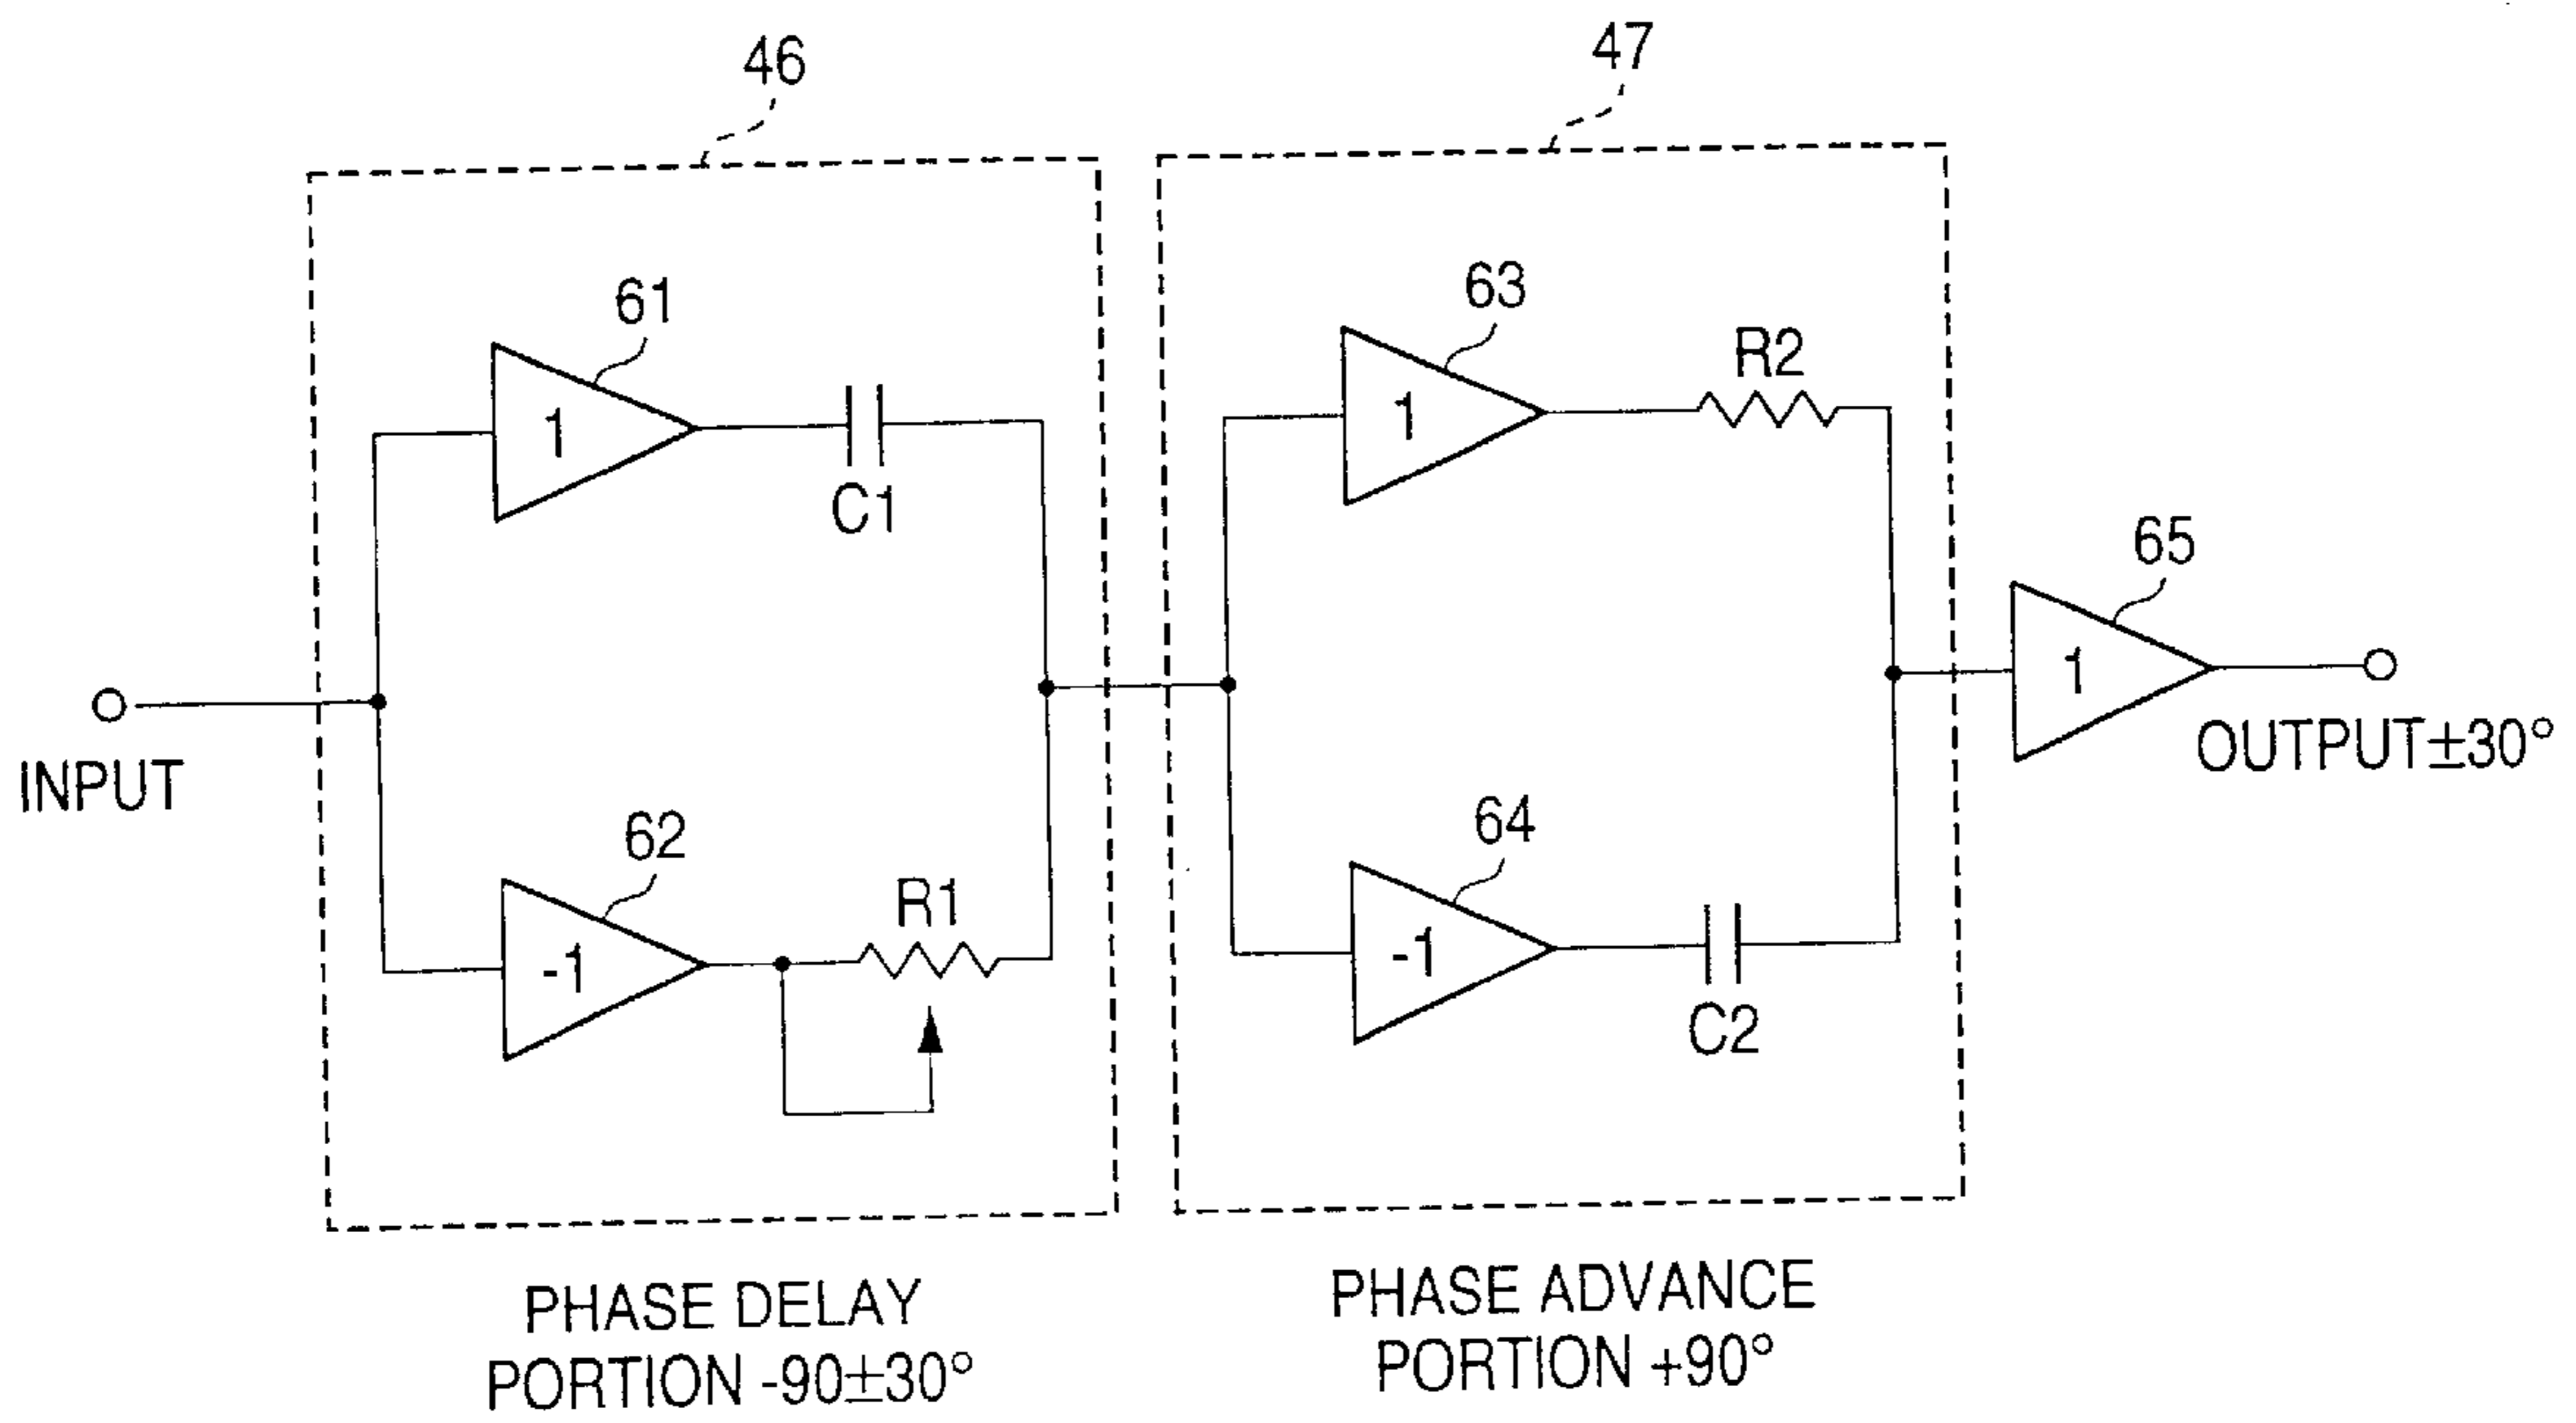 46
47
61
1
C1
63
1
R2
65
1
INPUT
OUTPUT±30°
62
-1
R1
64
-1
C2
PHASE DELAY
PORTION -90±30°
PHASE ADVANCE
PORTION +90°